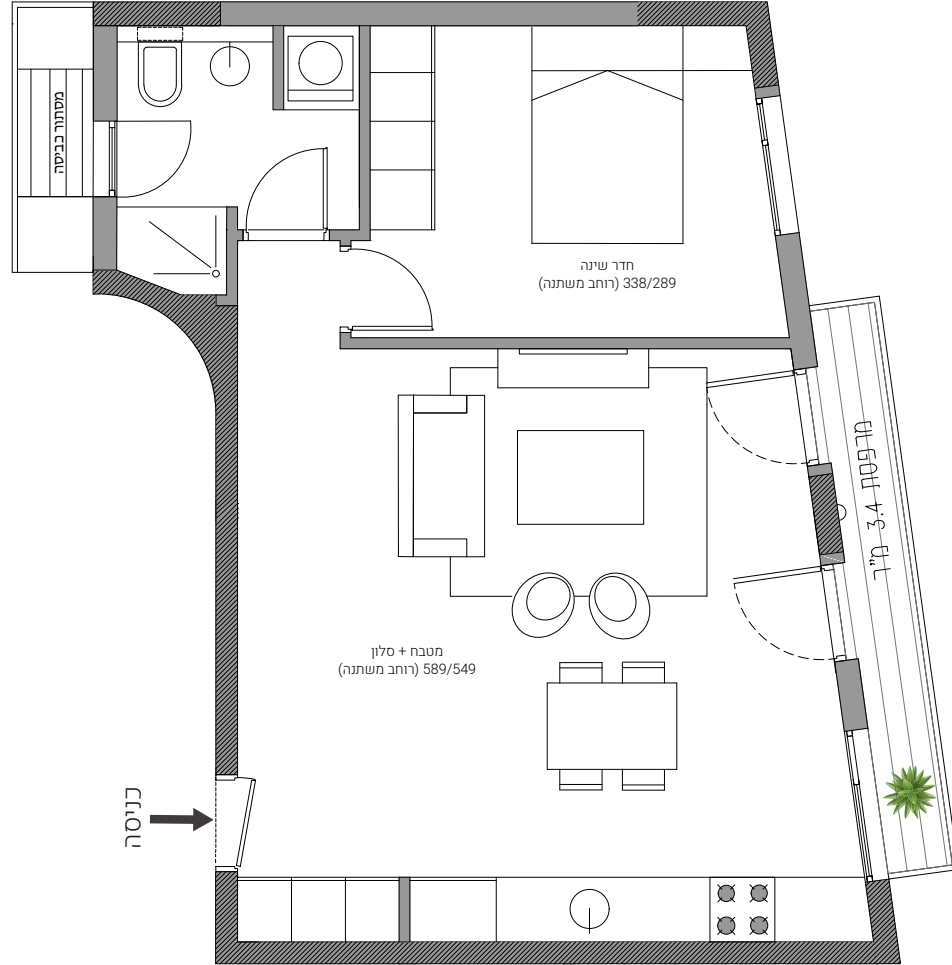 מסתור כביסה
חדר שינה
338/289 (רוחב משתנה)
מרפסת 3.4 מ"ר
מטבח + סלון
589/549 (רוחב משתנה)
כניסה